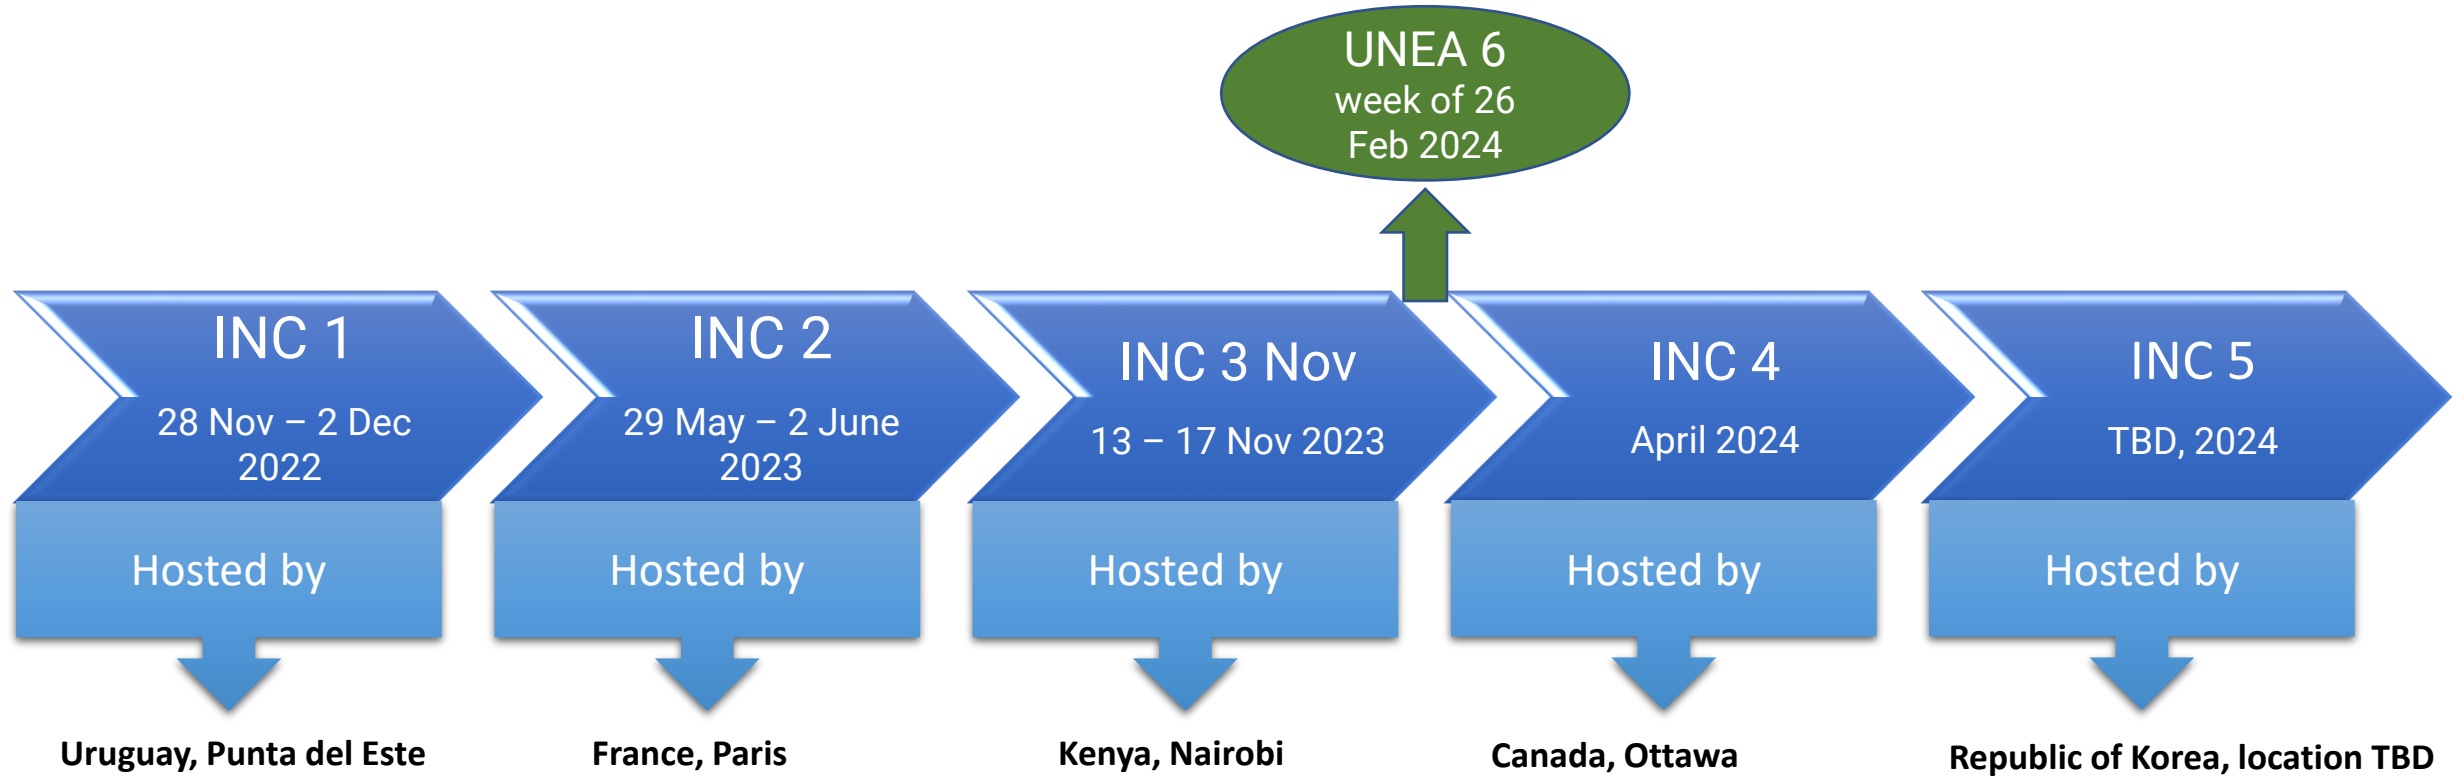 UNEA 6
week of 26
Feb 2024
INC 1
28 Nov – 2 Dec
2022
INC 2
29 May – 2 June
2023
INC 3 Nov
13 – 17 Nov 2023
INC 4
April 2024
INC 5
TBD, 2024
Hosted by
Hosted by
Hosted by
Hosted by
Hosted by
Uruguay, Punta del Este
France, Paris
Kenya, Nairobi
Canada, Ottawa
Republic of Korea, location TBD